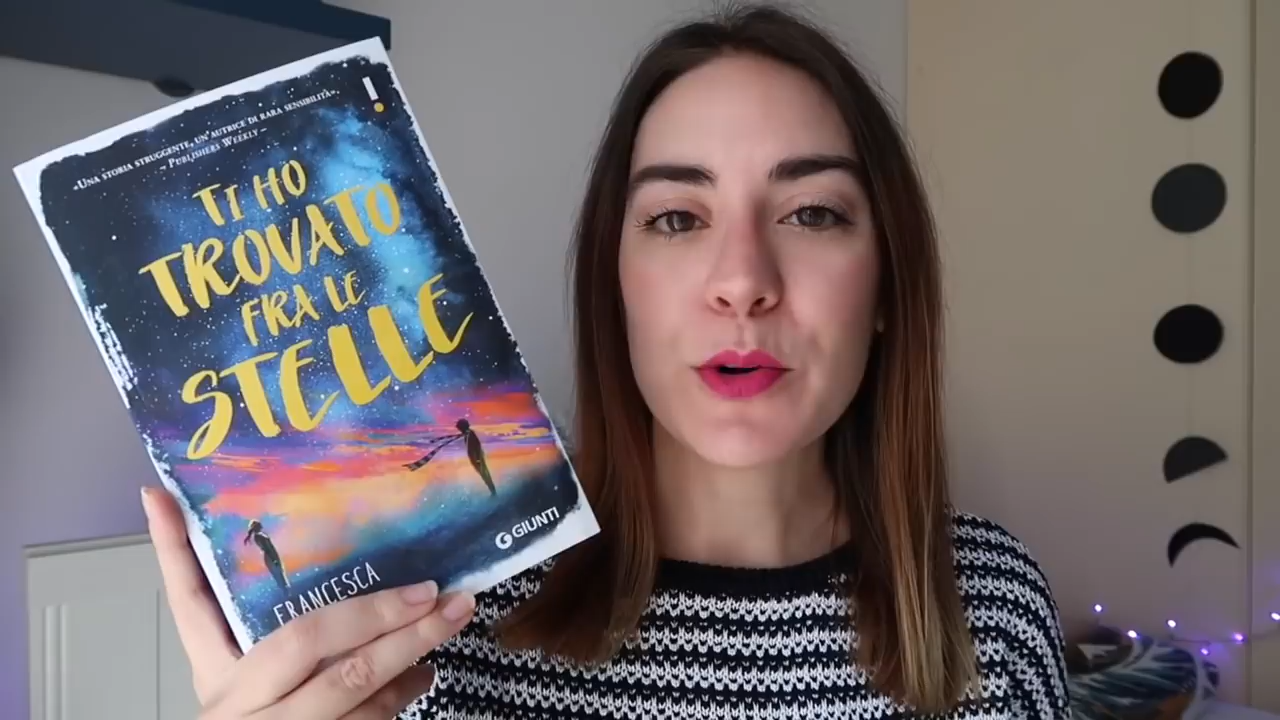 «UNA STORIA STRUGGENTE, UN'AUTRICE DI RARA SENSIBILITÀ».
– PUBLISHERS WEEKLY –
TI HO
TROVATO
FRA LE
STELLE
GIUNTI
FRANCESCA